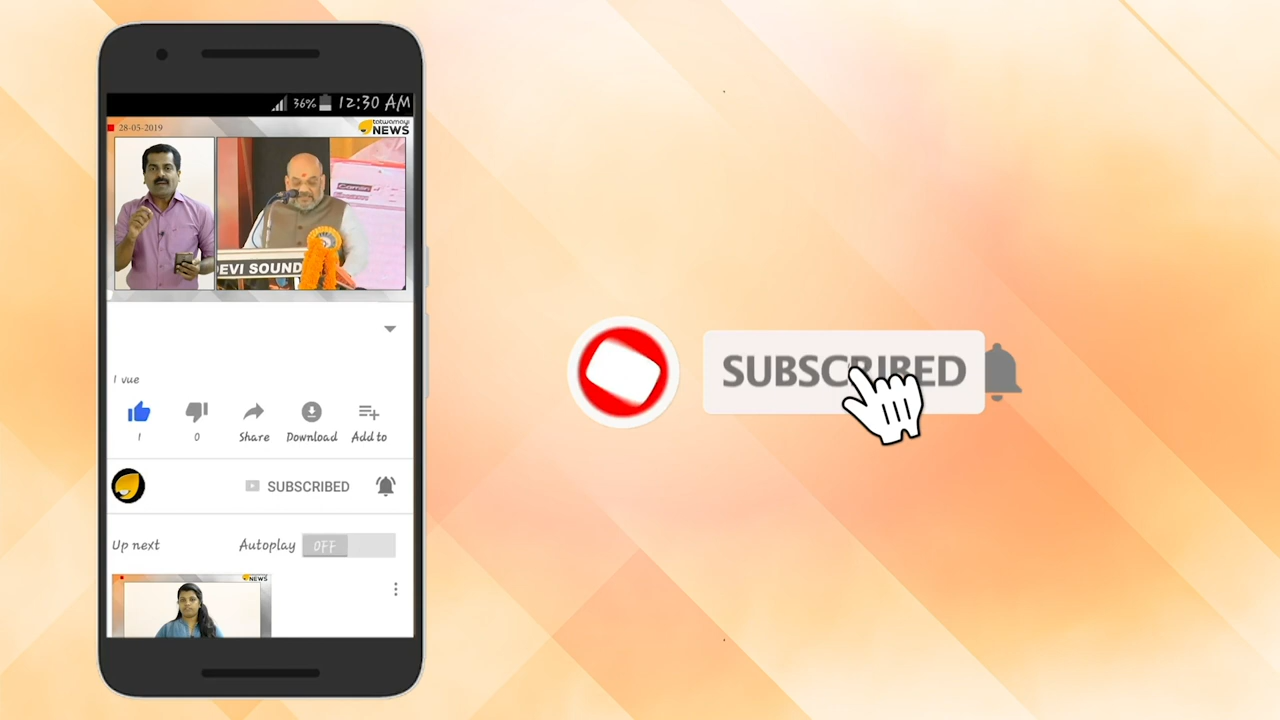 36% 12:30 AM
28-05-2019
tatwamayi
NEWS
DEVI SOUND
1 vue
1
0
Share
Download
Add to
SUBSCRIBED
Up next
Autoplay
OFF
NEWS
SUBSCRIBED